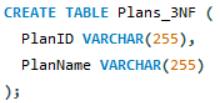 CREATE TABLE Plans_3NF (
  PlanID VARCHAR(255),
  PlanName VARCHAR(255)
);